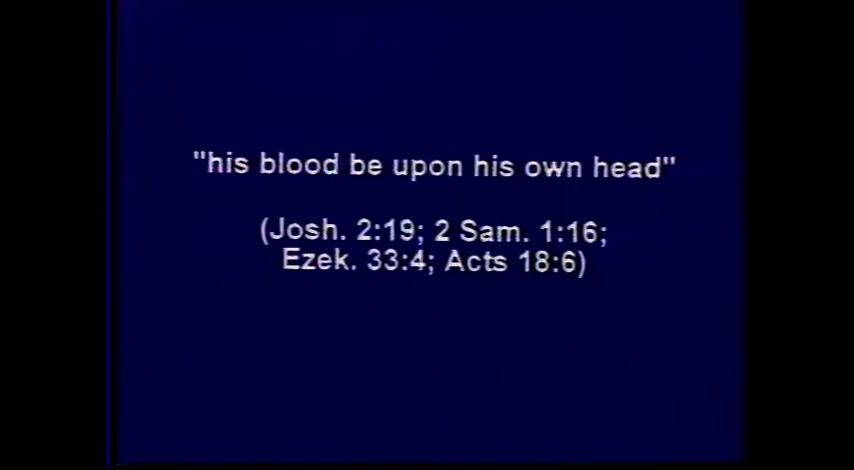 "his blood be upon his own head"
(Josh. 2:19; 2 Sam. 1:16;
Ezek. 33:4; Acts 18:6)